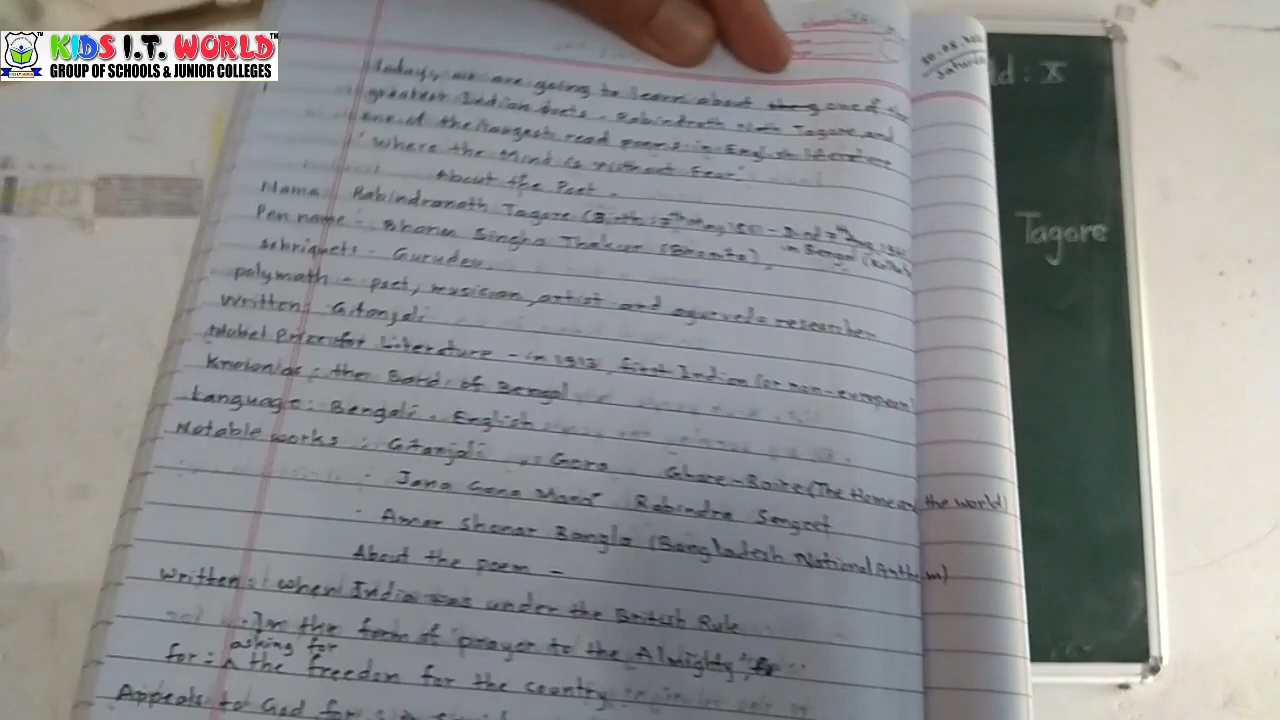 KIDS I.T. WORLD
GROUP OF SCHOOLS & JUNIOR COLLEGES
Today, we are going to learn about one of the
greatest Indian Poets - Rabindranath Tagore and
one of the read poems in English literature
'Where the Mind is without Fear'
About the Poet -
Name: Rabindranath Tagore (Birth:
in Bengal
Pen name: Bhanu Singha Thakur (Bhonita),
sobriquets - Gurudev,
polymath - poet, musician, artist and ayurveda researcher
Written: Gitanjali
Nobel Prize for Literature - in 1913, first Indian (or non-european)
Known as: the Bard of Bengal
Language: Bengali, English
Notable works: Gitanjali, Gora Ghare-Baire (The Home and the world)
Jana Gana Mana Rabindra Sangeet
Amar Shonar Bangla (Bangladesh National Anthem)
About the poem -
Written: When India was under the British Rule
In the form of 'prayer to the Almighty'
asking for
for: ^ the freedom for the country
Appeals to God for
: X
Tagore